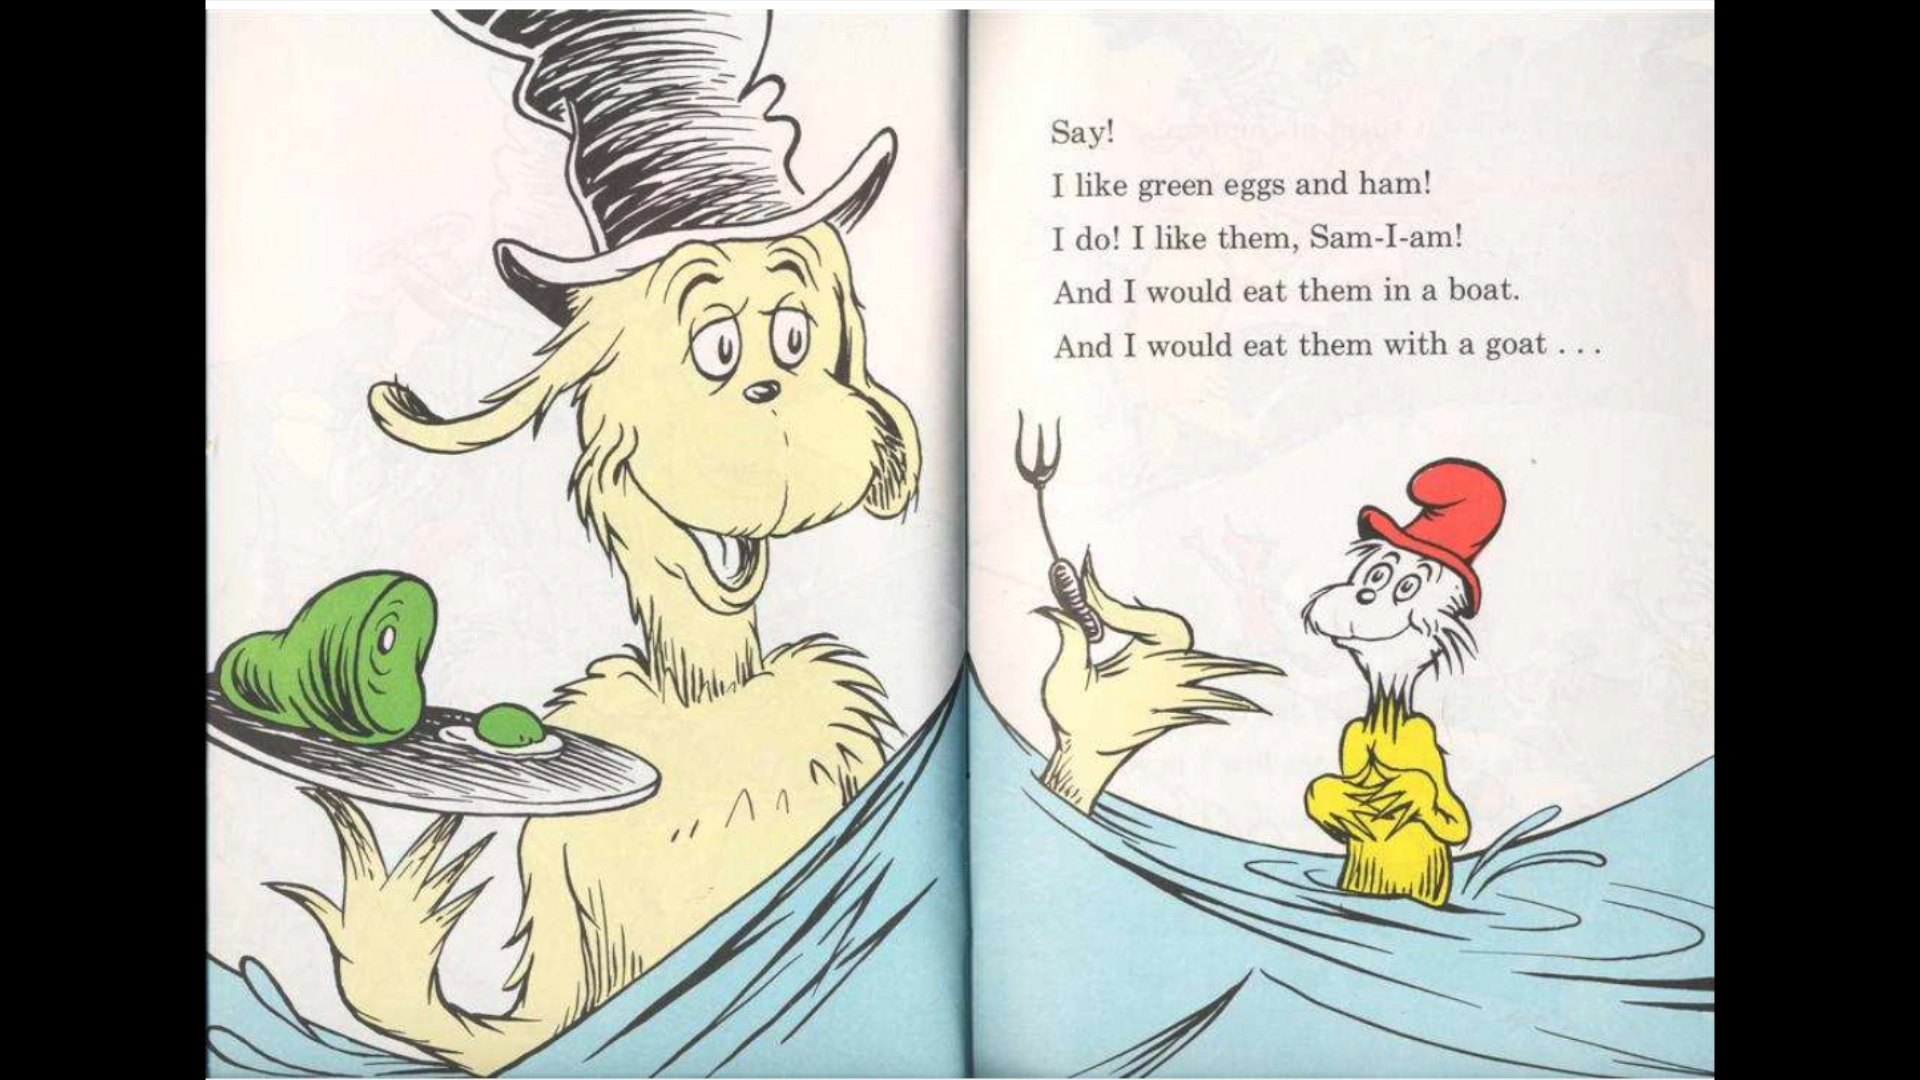 Say!
I like green eggs and ham!
I do! I like them, Sam-I-am!
And I would eat them in a boat.
And I would eat them with a goat . . .